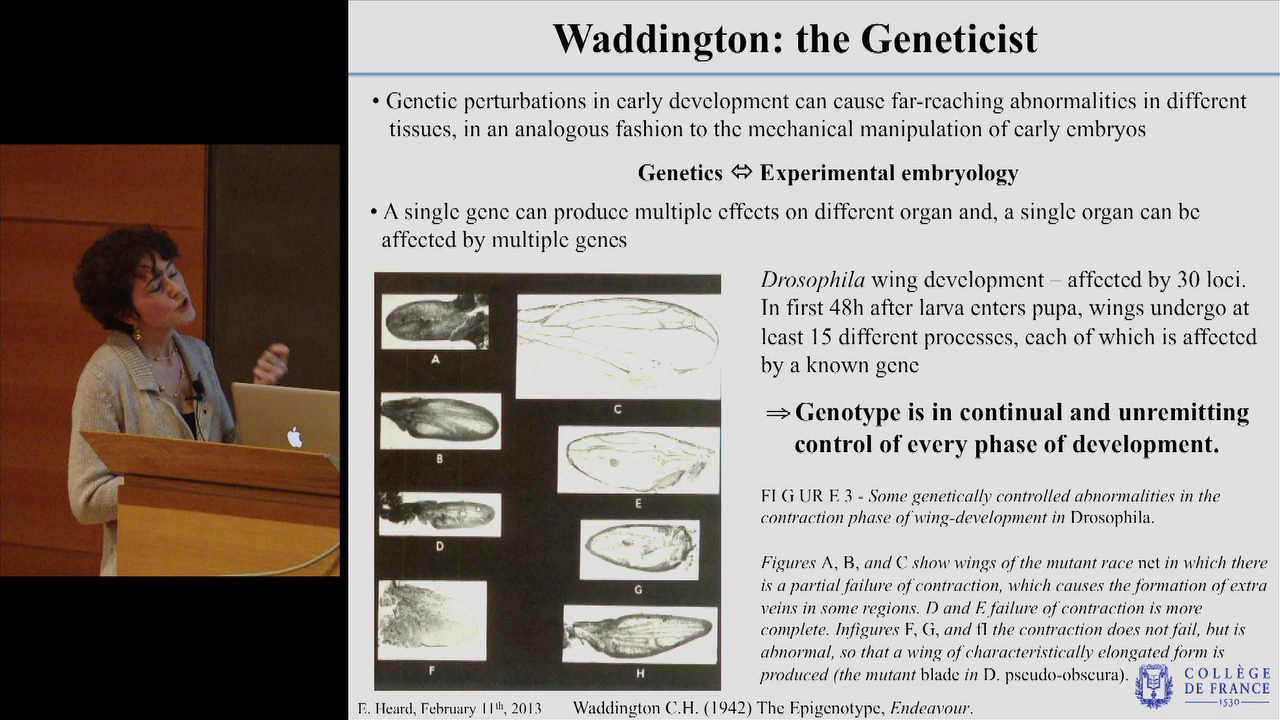 Waddington: the Geneticist
• Genetic perturbations in early development can cause far-reaching abnormalities in different
tissues, in an analogous fashion to the mechanical manipulation of early embryos
Genetics ⇔ Experimental embryology
• A single gene can produce multiple effects on different organ and, a single organ can be
affected by multiple genes
Drosophila wing development – affected by 30 loci.
In first 48h after larva enters pupa, wings undergo at
least 15 different processes, each of which is affected
by a known gene
⇒ Genotype is in continual and unremitting
control of every phase of development.
A
B
C
D
E
F
G
H
FI G UR E 3 - Some genetically controlled abnormalities in the
contraction phase of wing-development in Drosophila.
Figures A, B, and C show wings of the mutant race net in which there
is a partial failure of contraction, which causes the formation of extra
veins in some regions. D and E failure of contraction is more
complete. Infigures F, G, and fI the contraction does not fail, but is
abnormal, so that a wing of characteristically elongated form is
produced (the mutant blade in D. pseudo-obscura).
COLLÈGE
DE FRANCE
1530
E. Heard, February 11th, 2013
Waddington C.H. (1942) The Epigenotype, Endeavour.